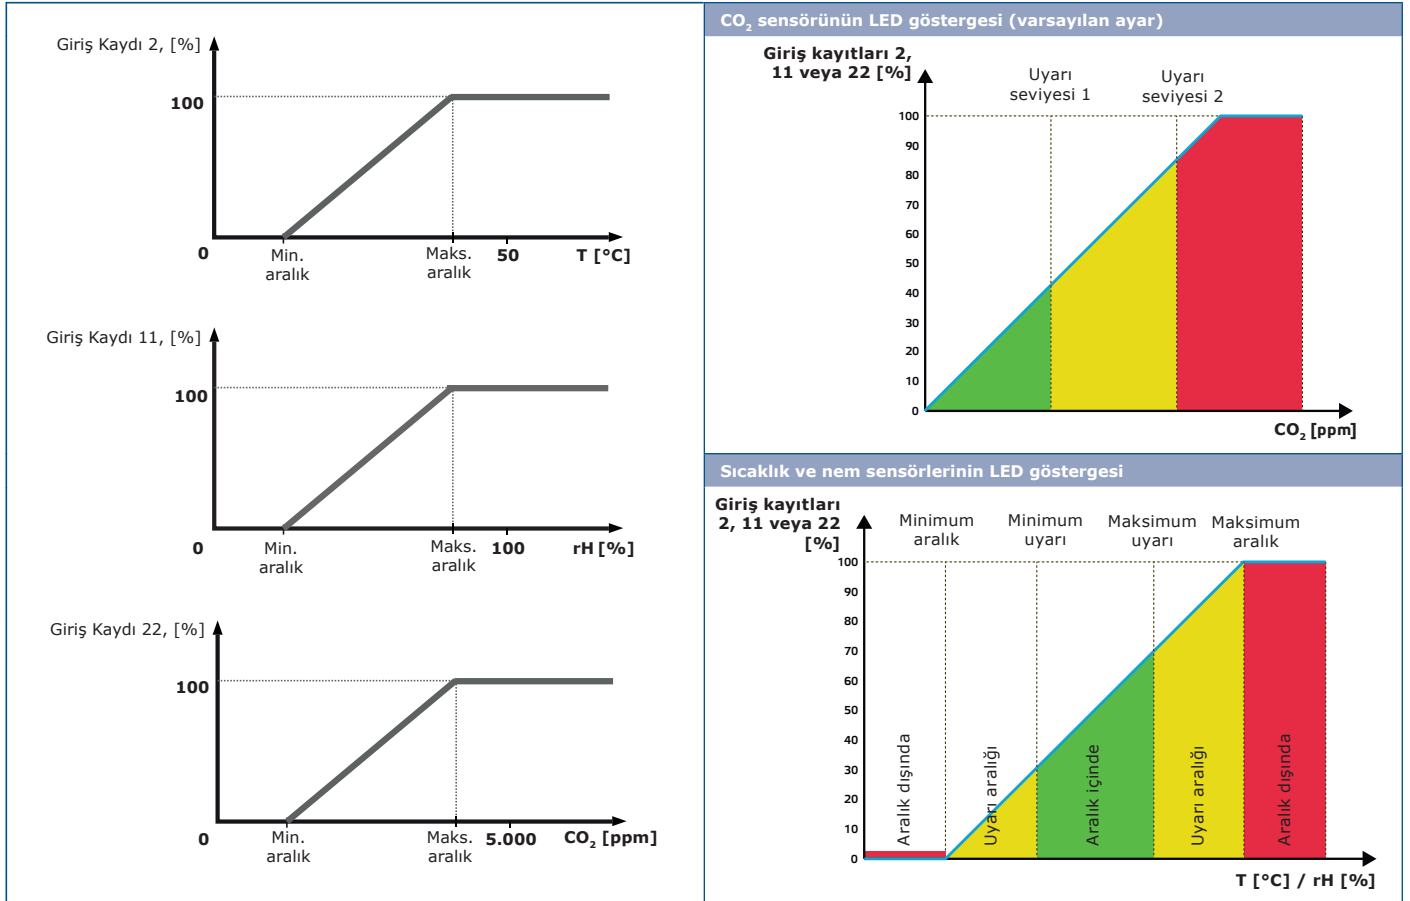 Giriş Kaydı 2, [%]
100
0
Min.
aralık
Maks.
aralık
50
T [°C]
Giriş Kaydı 11, [%]
100
0
Min.
aralık
Maks.
aralık
100
rH [%]
Giriş Kaydı 22, [%]
100
0
Min.
aralık
Maks.
aralık
5.000
CO2 [ppm]
CO2 sensörünün LED göstergesi (varsayılan ayar)
Giriş kayıtları 2,
11 veya 22 [%]
Uyarı
seviyesi 1
Uyarı
seviyesi 2
100
90
80
70
60
50
40
30
20
10
0
CO2 [ppm]
Sıcaklık ve nem sensörlerinin LED göstergesi
Giriş kayıtları
2, 11 veya 22
[%]
Minimum
aralık
Minimum
uyarı
Maksimum
uyarı
Maksimum
aralık
100
90
80
70
60
50
40
30
20
10
0
Aralık dışında
Uyarı aralığı
Aralık içinde
Uyarı aralığı
Aralık dışında
T [°C] / rH [%]